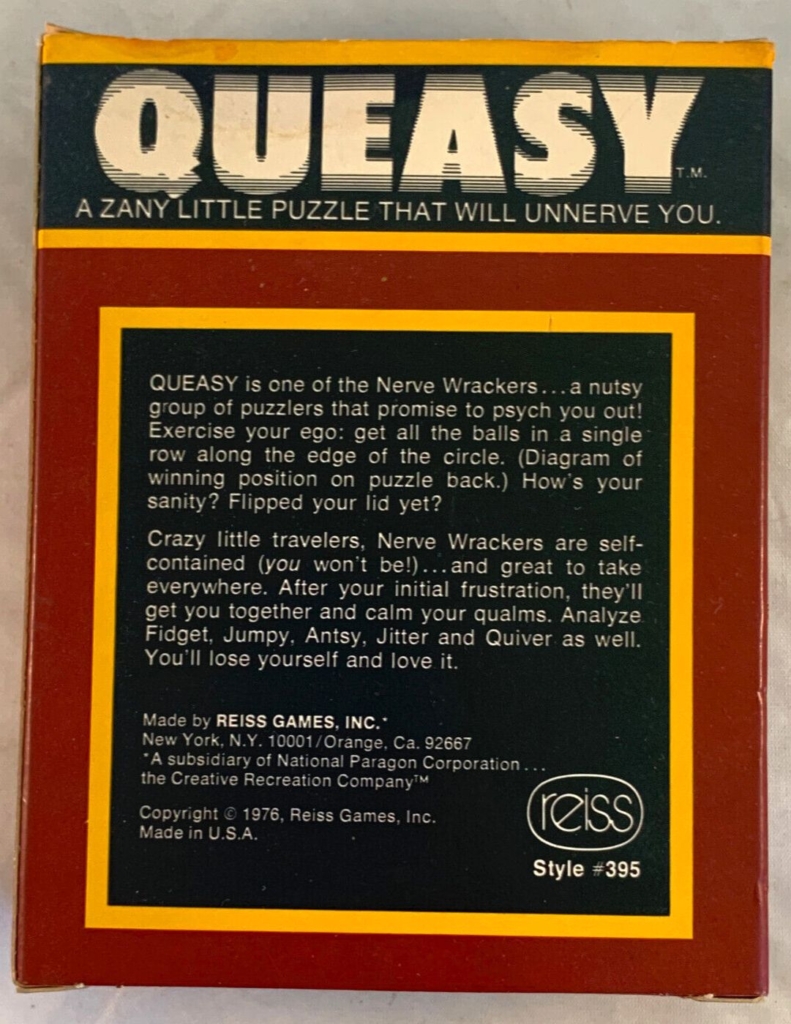 QUEASY T.M.
A ZANY LITTLE PUZZLE THAT WILL UNNERVE YOU.
QUEASY is one of the Nerve Wrackers...a nutsy
group of puzzlers that promise to psych you out!
Exercise your ego: get all the balls in a single
row along the edge of the circle. (Diagram of
winning position on puzzle back.) How's your
sanity? Flipped your lid yet?
Crazy little travelers, Nerve Wrackers are self-
contained (you won't be!)...and great to take
everywhere. After your initial frustration, they'll
get you together and calm your qualms. Analyze
Fidget, Jumpy, Antsy, Jitter and Quiver as well.
You'll lose yourself and love it.
Made by REISS GAMES, INC.*
New York, N.Y. 10001/Orange, Ca. 92667
*A subsidiary of National Paragon Corporation...
the Creative Recreation Company™
Copyright © 1976, Reiss Games, Inc.
Made in U.S.A.
reiss
Style #395